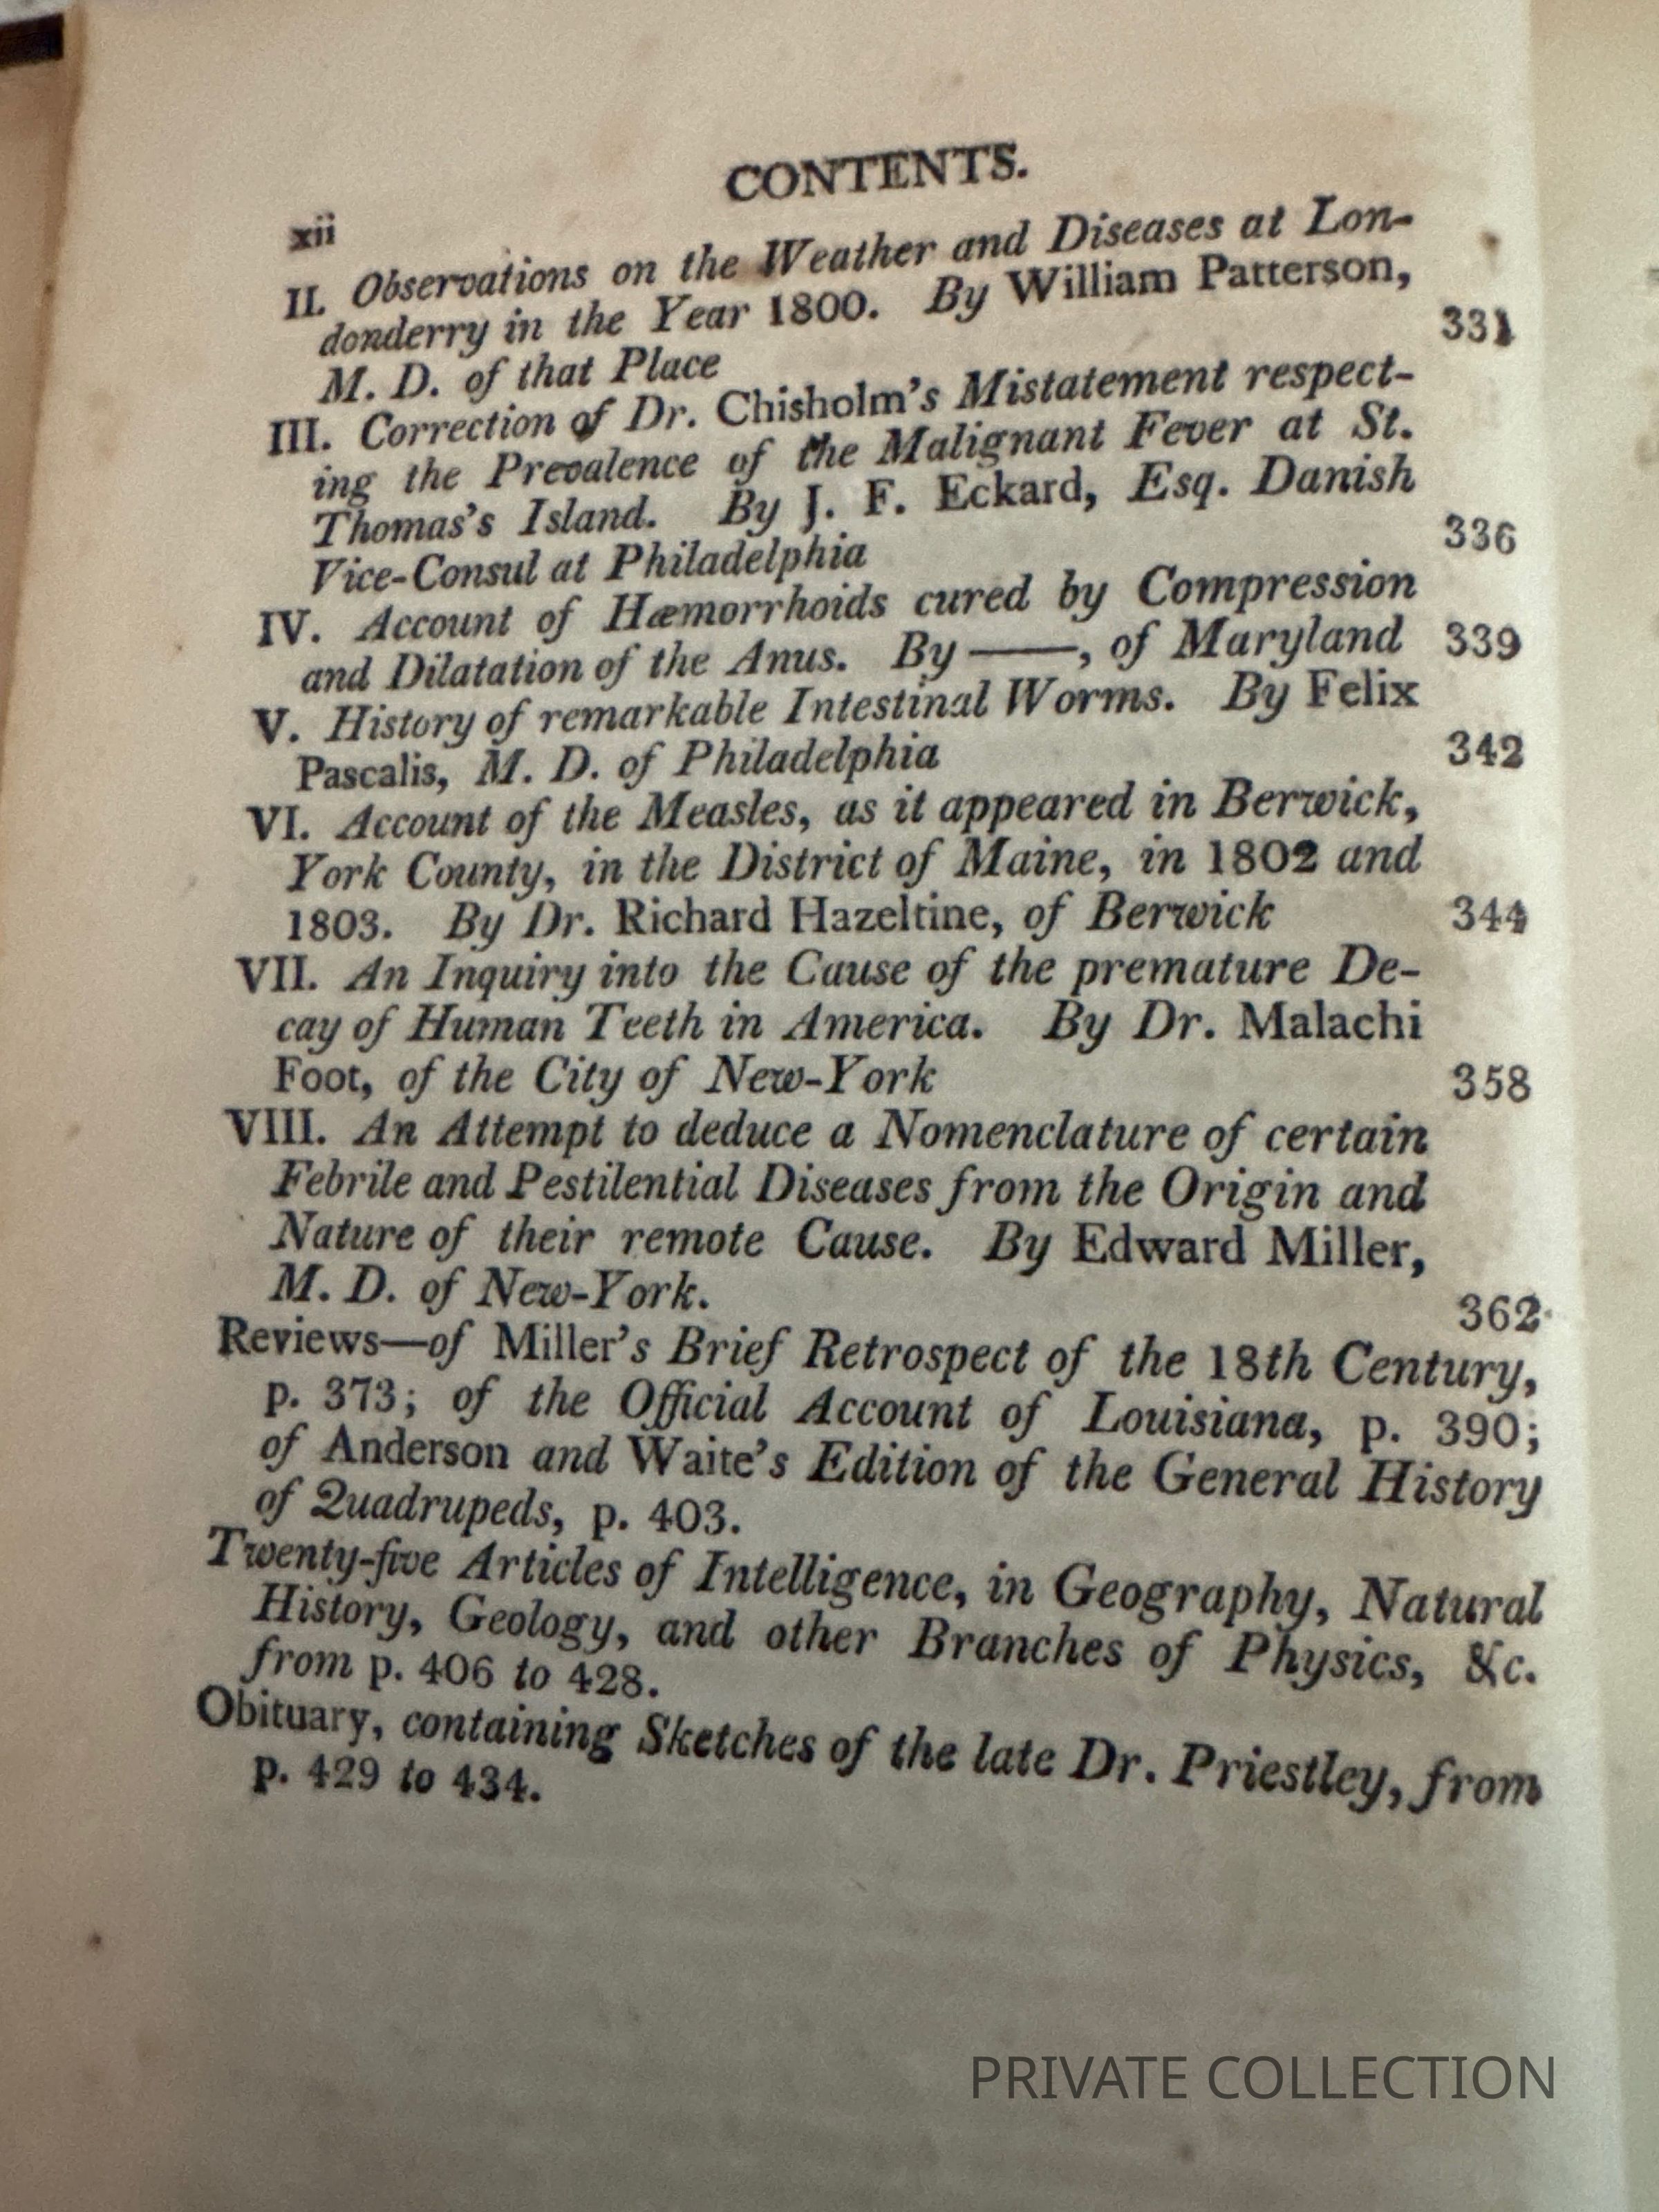 CONTENTS.
xii
II. Observations on the Weather and Diseases at Lon-
donderry in the Year 1800. By William Patterson,
M. D. of that Place 331
III. Correction of Dr. Chisholm's Mistatement respect-
ing the Prevalence of the Malignant Fever at St.
Thomas's Island. By J. F. Eckard, Esq. Danish
Vice-Consul at Philadelphia 336
IV. Account of Hæmorrhoids cured by Compression
and Dilatation of the Anus. By ——, of Maryland 339
V. History of remarkable Intestinal Worms. By Felix
Pascalis, M. D. of Philadelphia 342
VI. Account of the Measles, as it appeared in Berwick,
York County, in the District of Maine, in 1802 and
1803. By Dr. Richard Hazeltine, of Berwick 344
VII. An Inquiry into the Cause of the premature De-
cay of Human Teeth in America. By Dr. Malachi
Foot, of the City of New-York 358
VIII. An Attempt to deduce a Nomenclature of certain
Febrile and Pestilential Diseases from the Origin and
Nature of their remote Cause. By Edward Miller,
M. D. of New-York. 362
Reviews—of Miller's Brief Retrospect of the 18th Century,
p. 373; of the Official Account of Louisiana, p. 390;
of Anderson and Waite's Edition of the General History
of Quadrupeds, p. 403.
Twenty-five Articles of Intelligence, in Geography, Natural
History, Geology, and other Branches of Physics, &c.
from p. 406 to 428.
Obituary, containing Sketches of the late Dr. Priestley, from
p. 429 to 434.
PRIVATE COLLECTION